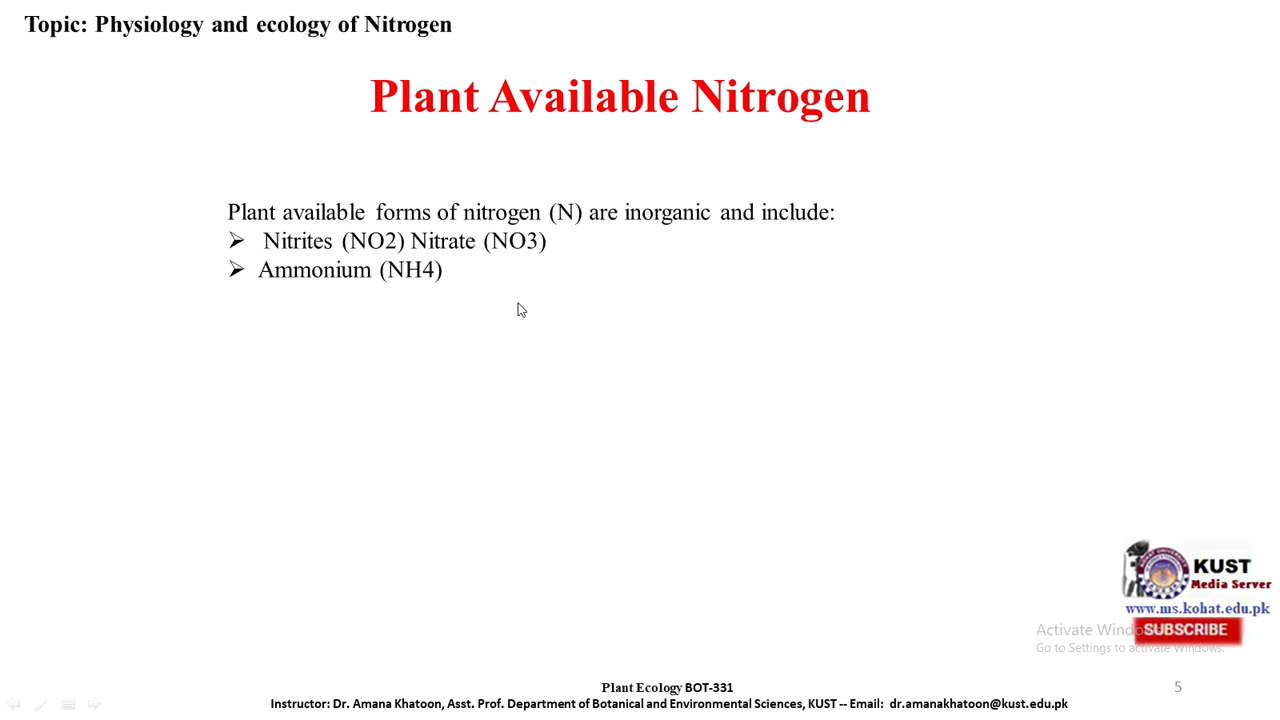 Topic: Physiology and ecology of Nitrogen
Plant Available Nitrogen
Plant available forms of nitrogen (N) are inorganic and include:
➢ Nitrites (NO2) Nitrate (NO3)
➢ Ammonium (NH4)
KUST
Media Server
www.ms.kohat.edu.pk
Activate Windows
SUBSCRIBE
Go to Settings to activate Windows.
Plant Ecology BOT-331
5
Instructor: Dr. Amana Khatoon, Asst. Prof. Department of Botanical and Environmental Sciences, KUST -- Email: dr.amanakhatoon@kust.edu.pk